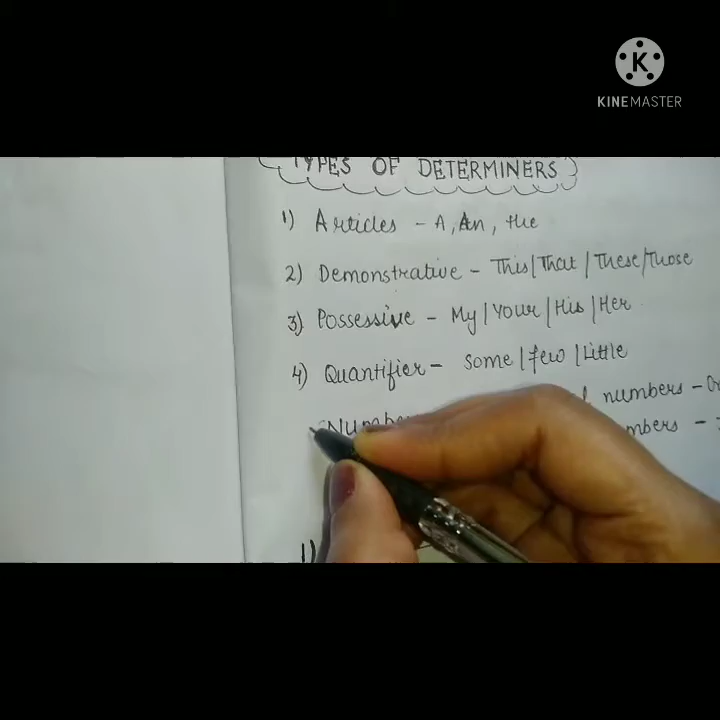 KINEMASTER
TYPES OF DETERMINERS
1) Articles - A, An, the
2) Demonstrative - This/That/These/Those
3) Possessive - My/Your/His/Her
4) Quantifier - Some/few/Little
numbers -
1)